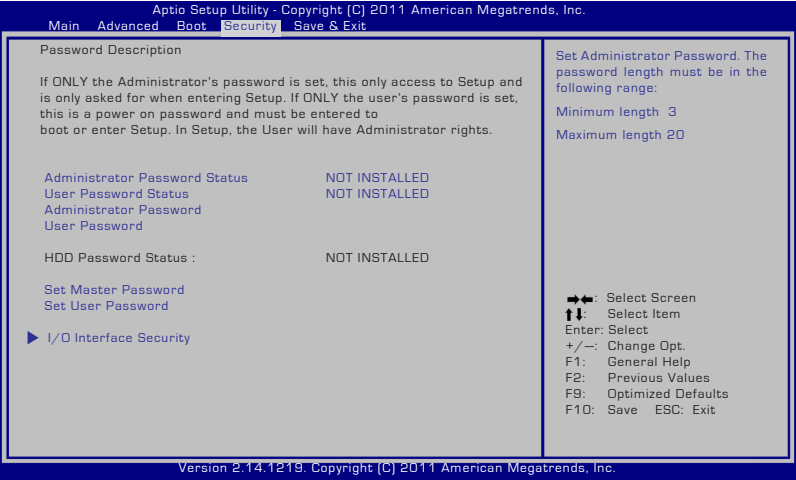 Aptio Setup Utility - Copyright (C) 2011 American Megatrends, Inc.
Main Advanced Boot Security Save & Exit
Password Description
If ONLY the Administrator's password is set, this only access to Setup and
is only asked for when entering Setup. If ONLY the user's password is set,
this is a power on password and must be entered to
boot or enter Setup. In Setup, the User will have Administrator rights.
Administrator Password Status NOT INSTALLED
User Password Status NOT INSTALLED
Administrator Password
User Password
HDD Password Status : NOT INSTALLED
Set Master Password
Set User Password
I/O Interface Security
Set Administrator Password. The
password length must be in the
following range:
Minimum length 3
Maximum length 20
→←: Select Screen
↑↓: Select Item
Enter: Select
+/—: Change Opt.
F1: General Help
F2: Previous Values
F9: Optimized Defaults
F10: Save ESC: Exit
Version 2.14.1219. Copyright (C) 2011 American Megatrends, Inc.